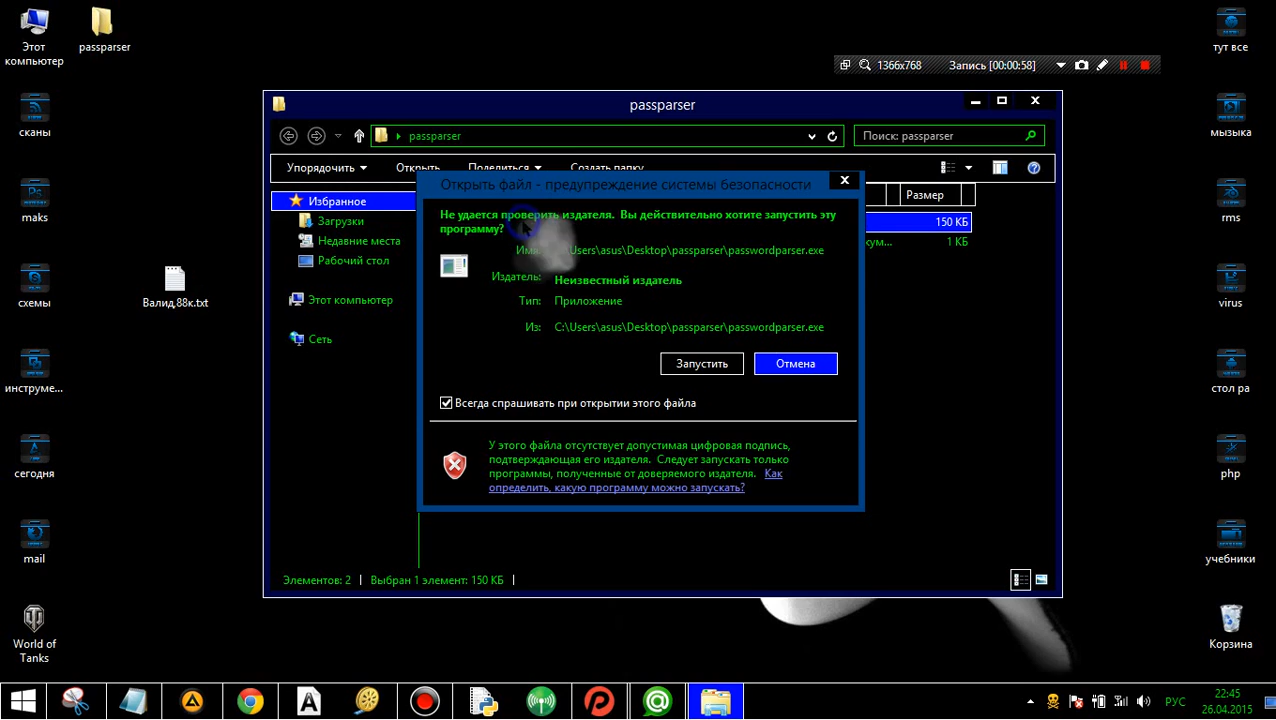 Этот
компьютер
passparser
тут все
1366x768
Запись [00:00:58]
passparser
сканы
мызыка
passparser
Поиск: passparser
Упорядочить
Открыть
Поделиться
Создать папку
Открыть файл - предупреждение системы безопасности
Размер
Избранное
maks
rms
Не удается проверить издателя. Вы действительно хотите запустить эту
программу?
150 КБ
Загрузки
Недавние места
1 КБ
Имя:
Users\asus\Desktop\passparser\passwordparser.exe
Рабочий стол
Издатель:
Неизвестный издатель
схемы
Валид,88к.txt
virus
Этот компьютер
Тип:
Приложение
Из:
C:\Users\asus\Desktop\passparser\passwordparser.exe
Сеть
Запустить
Отмена
инструме...
стол ра
Всегда спрашивать при открытии этого файла
У этого файла отсутствует допустимая цифровая подпись,
подтверждающая его издателя. Следует запускать только
программы, полученные от доверяемого издателя. Как
определить, какую программу можно запускать?
сегодня
php
mail
учебники
Элементов: 2
Выбран 1 элемент: 150 КБ
World of
Tanks
Корзина
РУС
22:45
26.04.2015